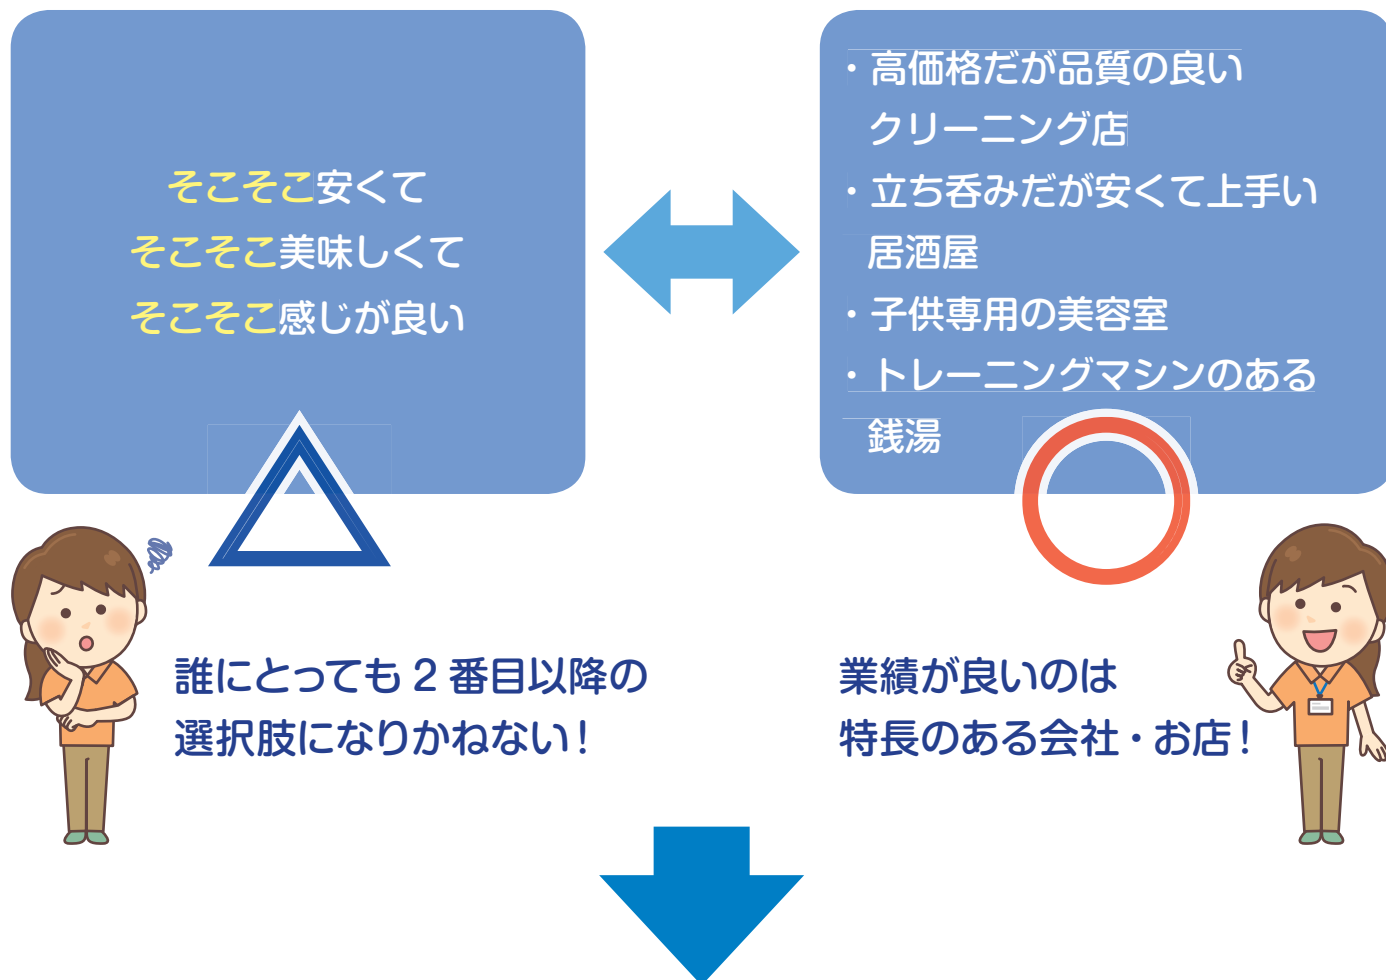 そこそこ安くて
そこそこ美味しくて
そこそこ感じが良い
・高価格だが品質の良い
クリーニング店
・立ち呑みだが安くて上手い
居酒屋
・子供専用の美容室
・トレーニングマシンのある
銭湯
誰にとっても2番目以降の
選択肢になりかねない！
業績が良いのは
特長のある会社・お店！